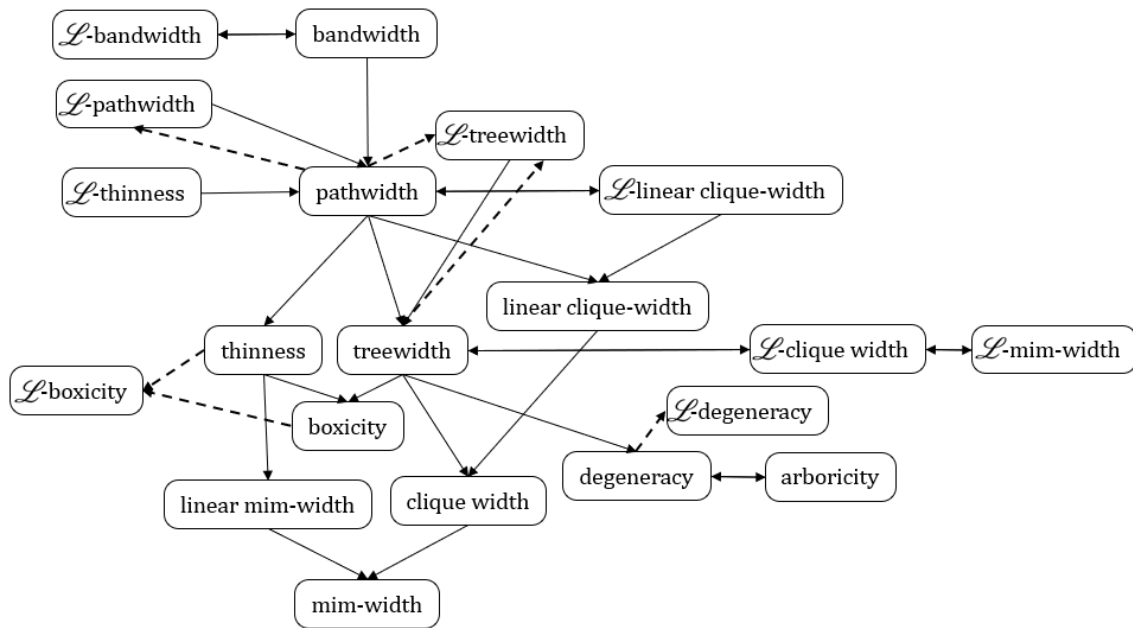 ℒ-bandwidth
bandwidth
ℒ-pathwidth
ℒ-treewidth
ℒ-thinness
pathwidth
ℒ-linear clique-width
linear clique-width
thinness
treewidth
ℒ-clique width
ℒ-mim-width
ℒ-boxicity
boxicity
ℒ-degeneracy
degeneracy
arboricity
linear mim-width
clique width
mim-width